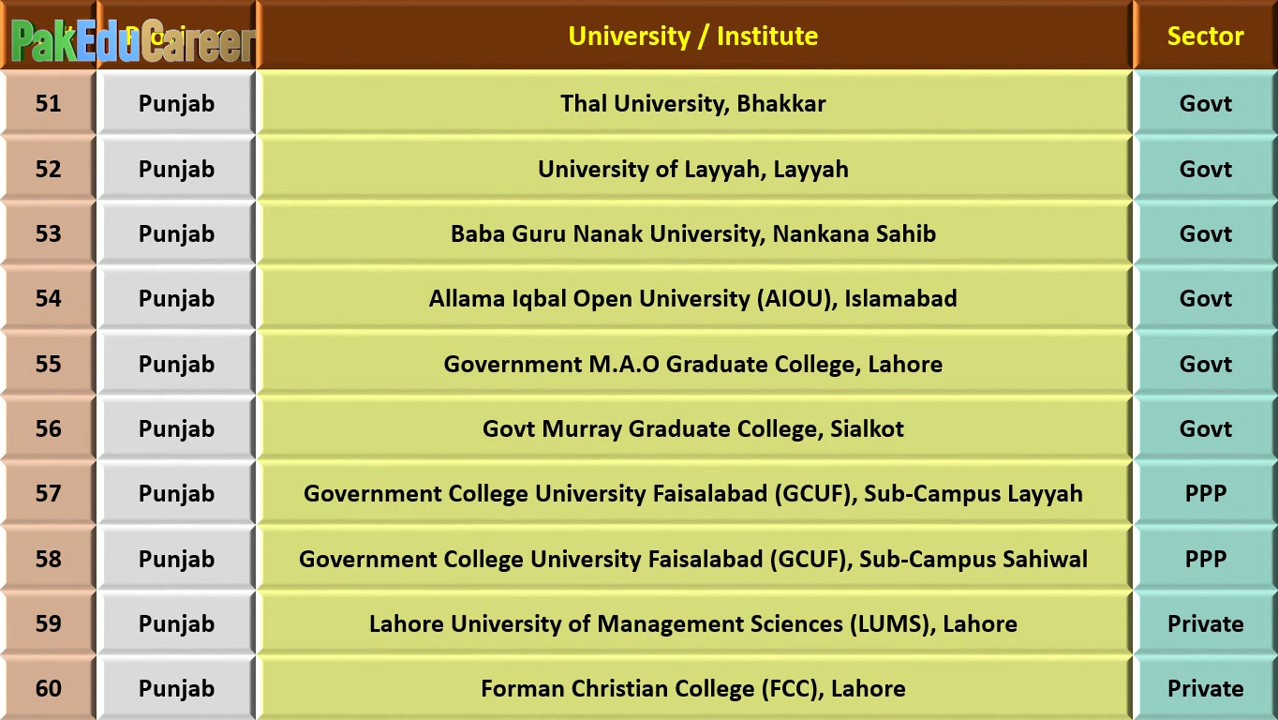 PakEduCareer
University / Institute Sector
51 Punjab Thal University, Bhakkar Govt
52 Punjab University of Layyah, Layyah Govt
53 Punjab Baba Guru Nanak University, Nankana Sahib Govt
54 Punjab Allama Iqbal Open University (AIOU), Islamabad Govt
55 Punjab Government M.A.O Graduate College, Lahore Govt
56 Punjab Govt Murray Graduate College, Sialkot Govt
57 Punjab Government College University Faisalabad (GCUF), Sub-Campus Layyah PPP
58 Punjab Government College University Faisalabad (GCUF), Sub-Campus Sahiwal PPP
59 Punjab Lahore University of Management Sciences (LUMS), Lahore Private
60 Punjab Forman Christian College (FCC), Lahore Private